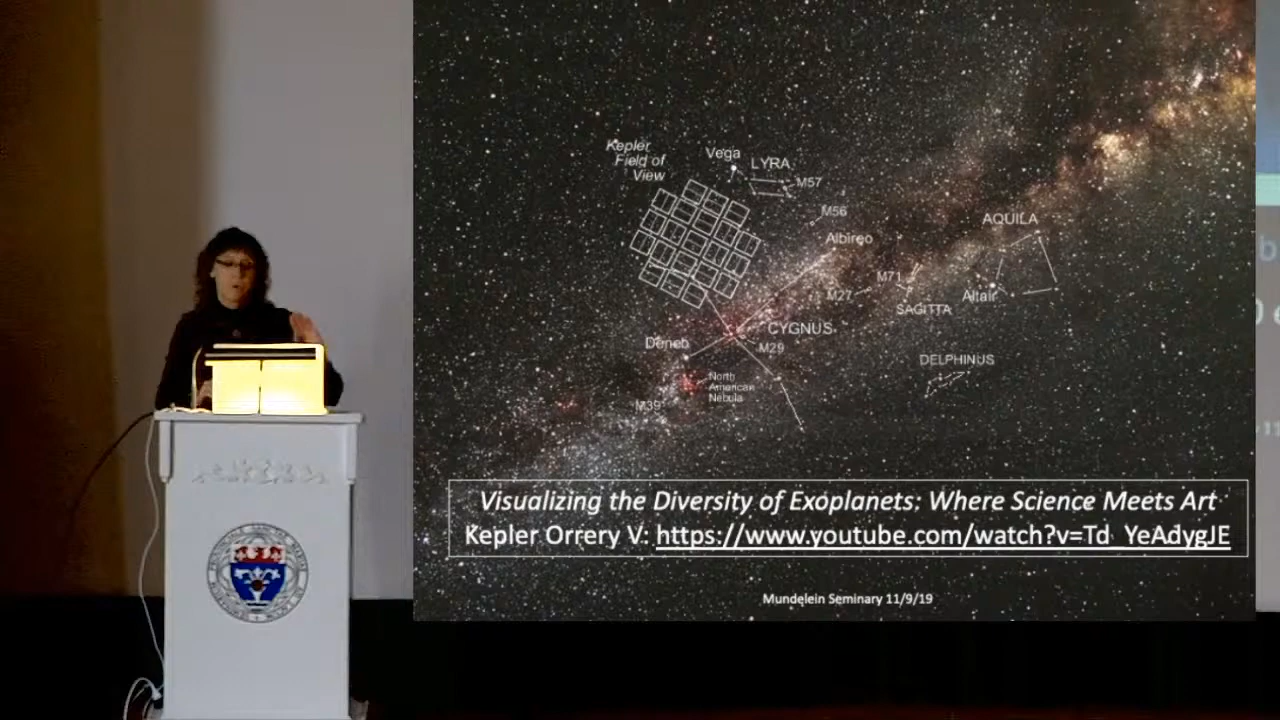 Kepler
Field of
View
Vega
LYRA
M57
M56
AQUILA
Albireo
M71
M27
Altair
SAGITTA
CYGNUS
Deneb
M29
DELPHINUS
North
American
Nebula
M39
Visualizing the Diversity of Exoplanets: Where Science Meets Art
Kepler Orrery V: https://www.youtube.com/watch?v=Td_YeAdygJE
Mundelein Seminary 11/9/19